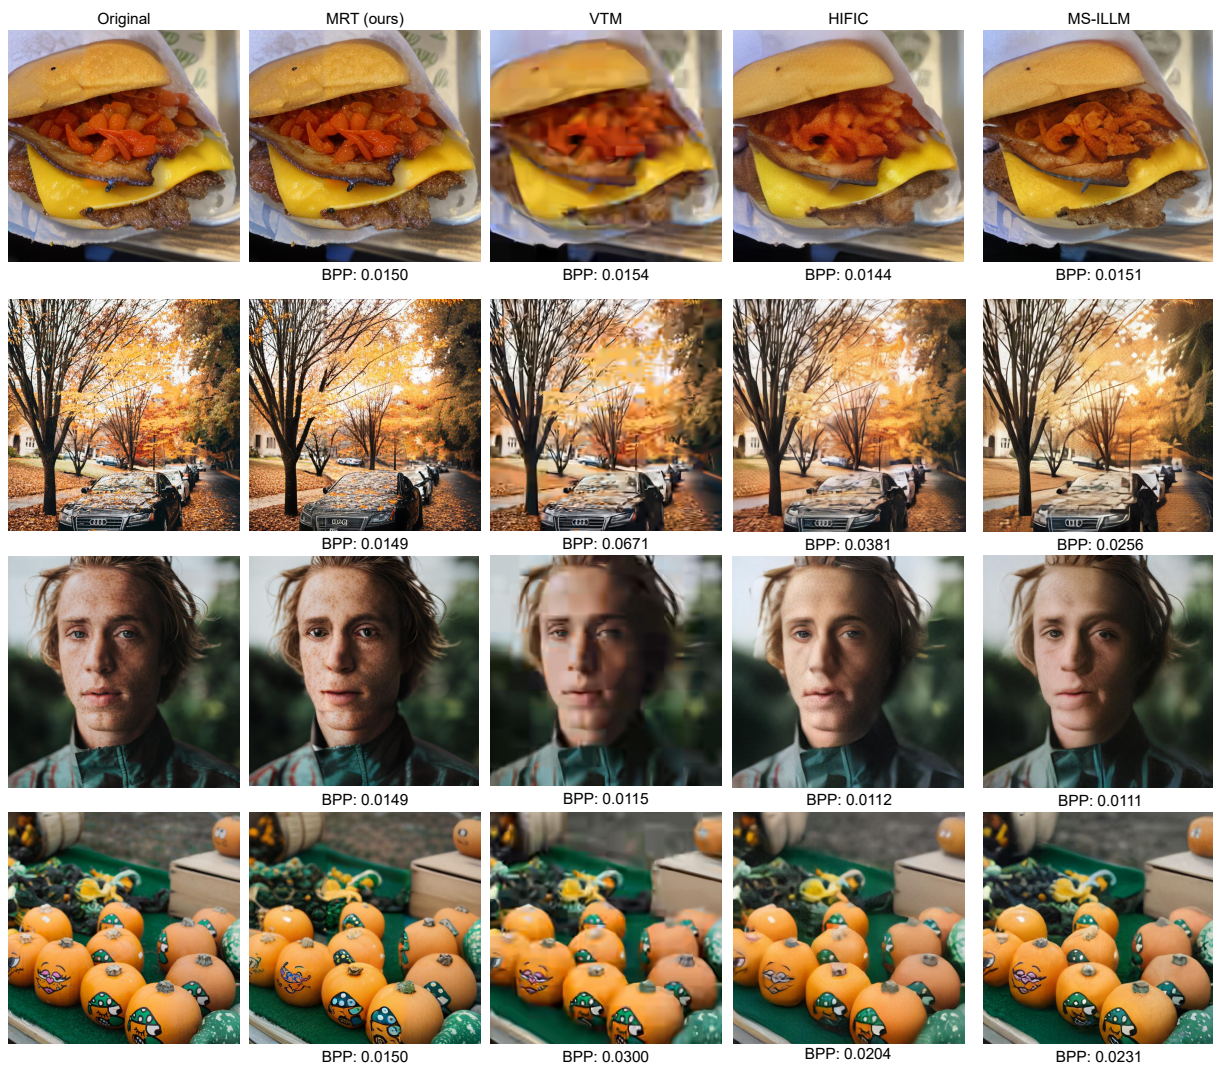 Original MRT (ours) VTM HIFIC MS-ILLM
BPP: 0.0150 BPP: 0.0154 BPP: 0.0144 BPP: 0.0151
BPP: 0.0149 BPP: 0.0671 BPP: 0.0381 BPP: 0.0256
BPP: 0.0149 BPP: 0.0115 BPP: 0.0112 BPP: 0.0111
BPP: 0.0150 BPP: 0.0300 BPP: 0.0204 BPP: 0.0231